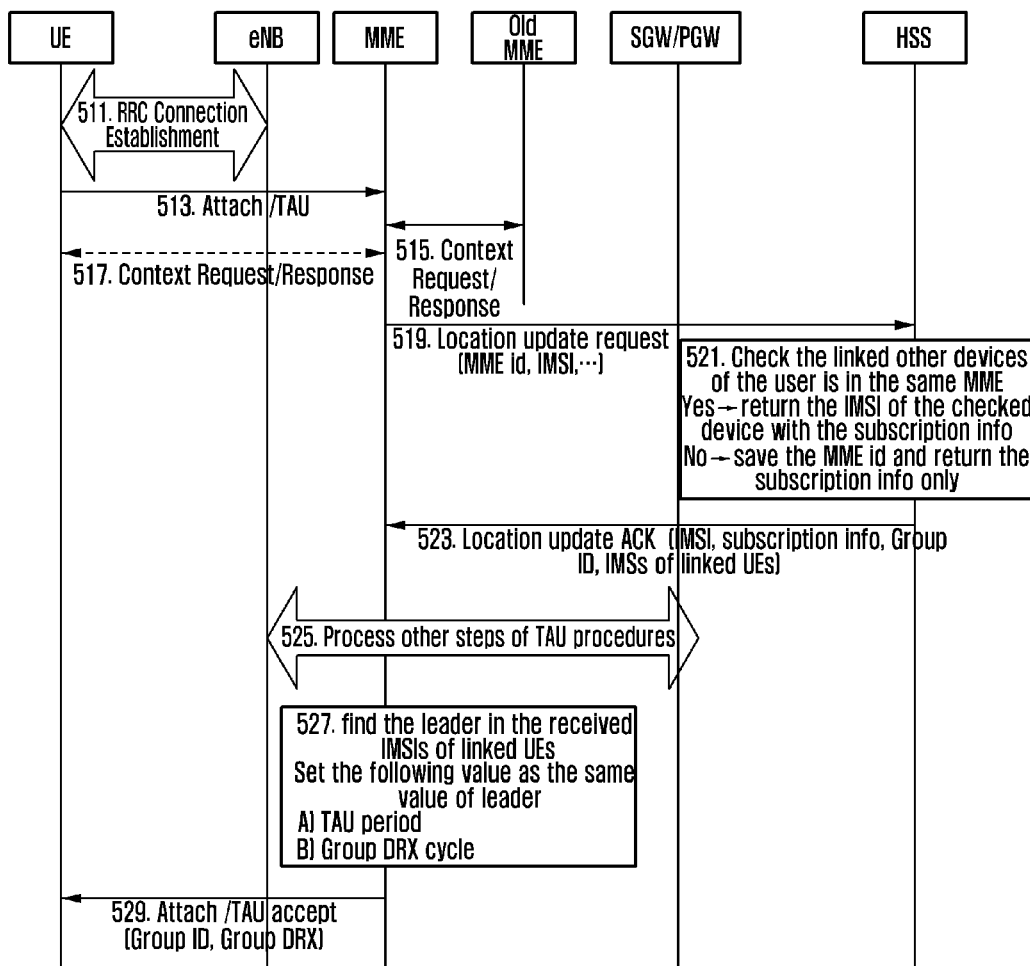 UE
eNB
MME
Old
MME
SGW/PGW
HSS
511. RRC Connection
Establishment
513. Attach /TAU
515. Context
Request/
Response
517. Context Request/Response
519. Location update request
(MME id, IMSI,···)
521. Check the linked other devices
of the user is in the same MME
Yes→return the IMSI of the checked
device with the subscription info
No→save the MME id and return the
subscription info only
523. Location update ACK (IMSI, subscription info, Group
ID, IMSs of linked UEs)
525. Process other steps of TAU procedures
527. find the leader in the received
IMSIs of linked UEs
Set the following value as the same
value of leader
A) TAU period
B) Group DRX cycle
529. Attach /TAU accept
(Group ID, Group DRX)